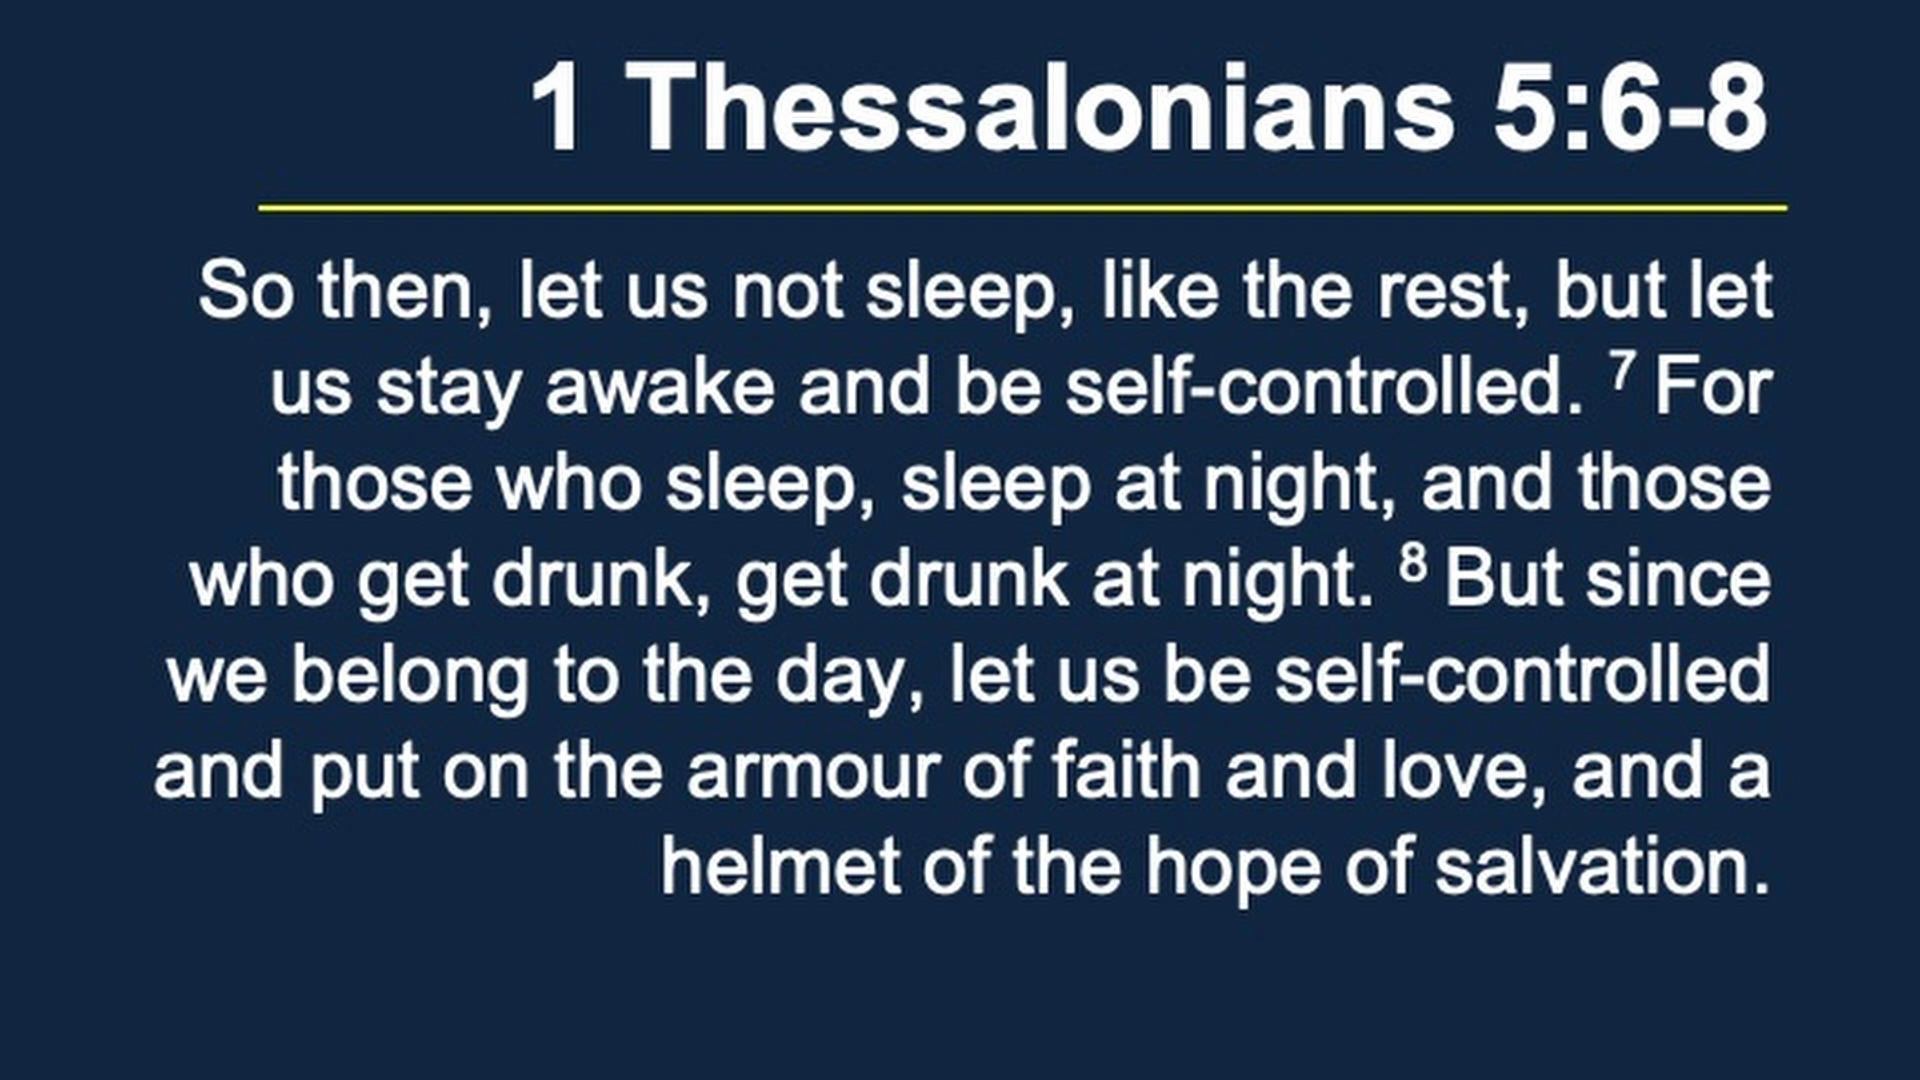 1 Thessalonians 5:6-8
So then, let us not sleep, like the rest, but let
us stay awake and be self-controlled. ⁷ For
those who sleep, sleep at night, and those
who get drunk, get drunk at night. ⁸ But since
we belong to the day, let us be self-controlled
and put on the armour of faith and love, and a
helmet of the hope of salvation.